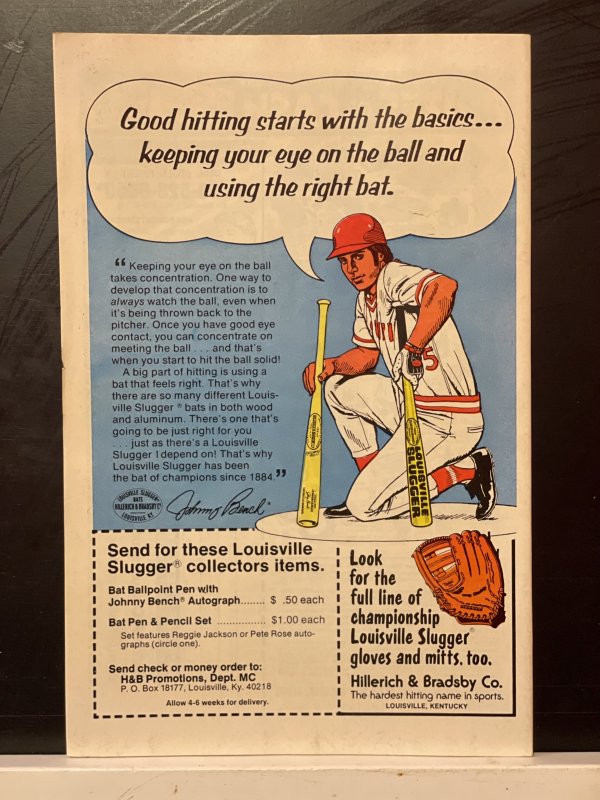 Good hitting starts with the basics...
keeping your eye on the ball and
using the right bat.
“ Keeping your eye on the ball
takes concentration. One way to
develop that concentration is to
always watch the ball, even when
it's being thrown back to the
pitcher. Once you have good eye
contact, you can concentrate on
meeting the ball . . . and that's
when you start to hit the ball solid!
A big part of hitting is using a
bat that feels right. That's why
there are so many different Louis-
ville Slugger ® bats in both wood
and aluminum. There's one that's
going to be just right for you
. . . just as there's a Louisville
Slugger I depend on! That's why
Louisville Slugger has been
the bat of champions since 1884.”
LOUISVILLE SLUGGER
BATS
HILLERICH & BRADSBY Co
LOUISVILLE, KY.
Johnny Bench
5
LOUISVILLE
SLUGGER
Send for these Louisville
Slugger® collectors items.
Bat Ballpoint Pen with
Johnny Bench® Autograph....... $ .50 each
Bat Pen & Pencil Set ................ $1.00 each
Set features Reggie Jackson or Pete Rose auto-
graphs (circle one).
Send check or money order to:
H&B Promotions, Dept. MC
P. O. Box 18177, Louisville, Ky. 40218
Allow 4-6 weeks for delivery.
Look
for the
full line of
championship
Louisville Slugger®
gloves and mitts, too.
Hillerich & Bradsby Co.
The hardest hitting name in sports.
LOUISVILLE, KENTUCKY